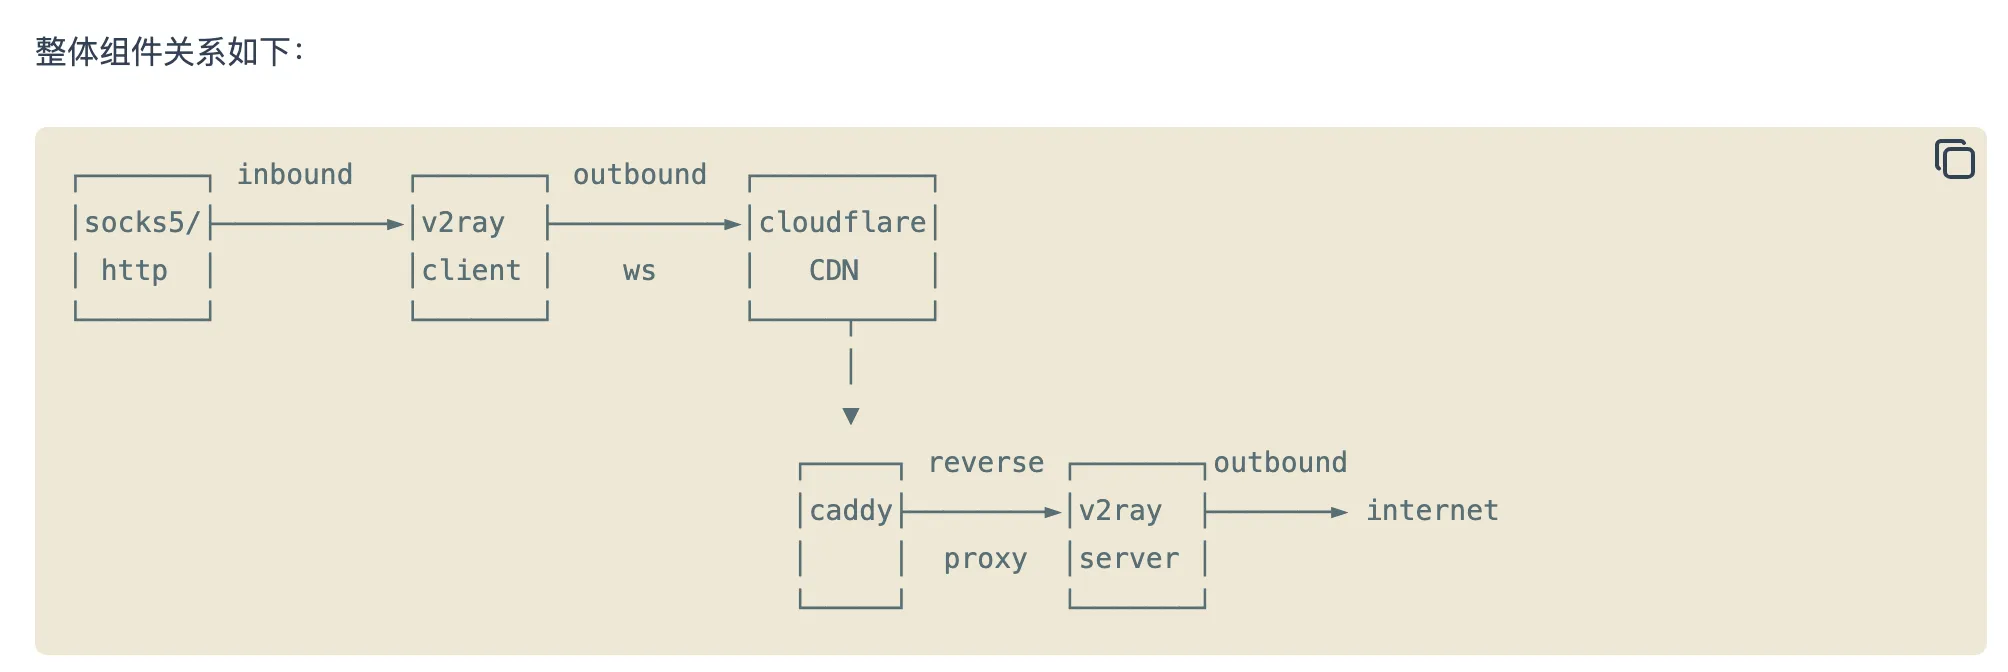 整体组件关系如下：
inbound outbound
socks5/ v2ray cloudflare
http client ws CDN
reverse outbound
caddy v2ray internet
proxy server